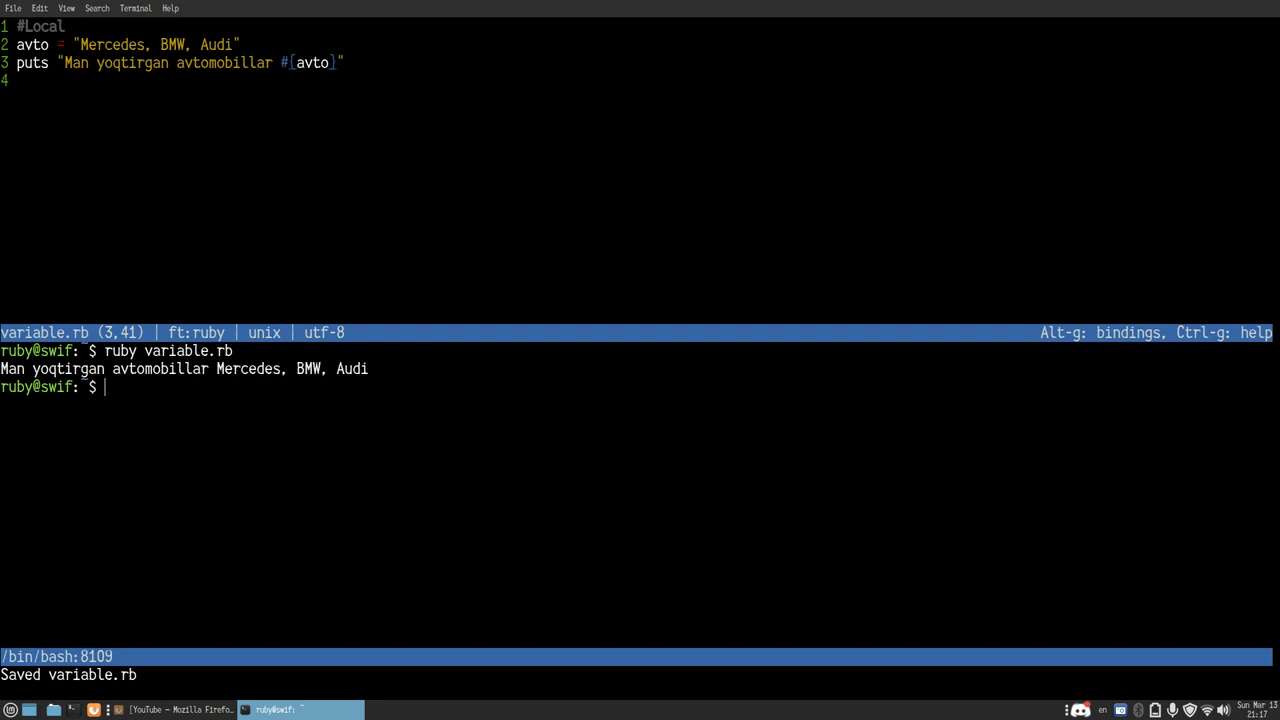 File Edit View Search Terminal Help
1 #Local
2 avto = "Mercedes, BMW, Audi"
3 puts "Man yoqtirgan avtomobillar #{avto}"
4
variable.rb (3,41) | ft:ruby | unix | utf-8 Alt-g: bindings, Ctrl-g: help
ruby@swif:~$ ruby variable.rb
Man yoqtirgan avtomobillar Mercedes, BMW, Audi
ruby@swif:~$
/bin/bash:8109
Saved variable.rb
[YouTube — Mozilla Firefo... ruby@swif: ~ en Sun Mar 13
21:17